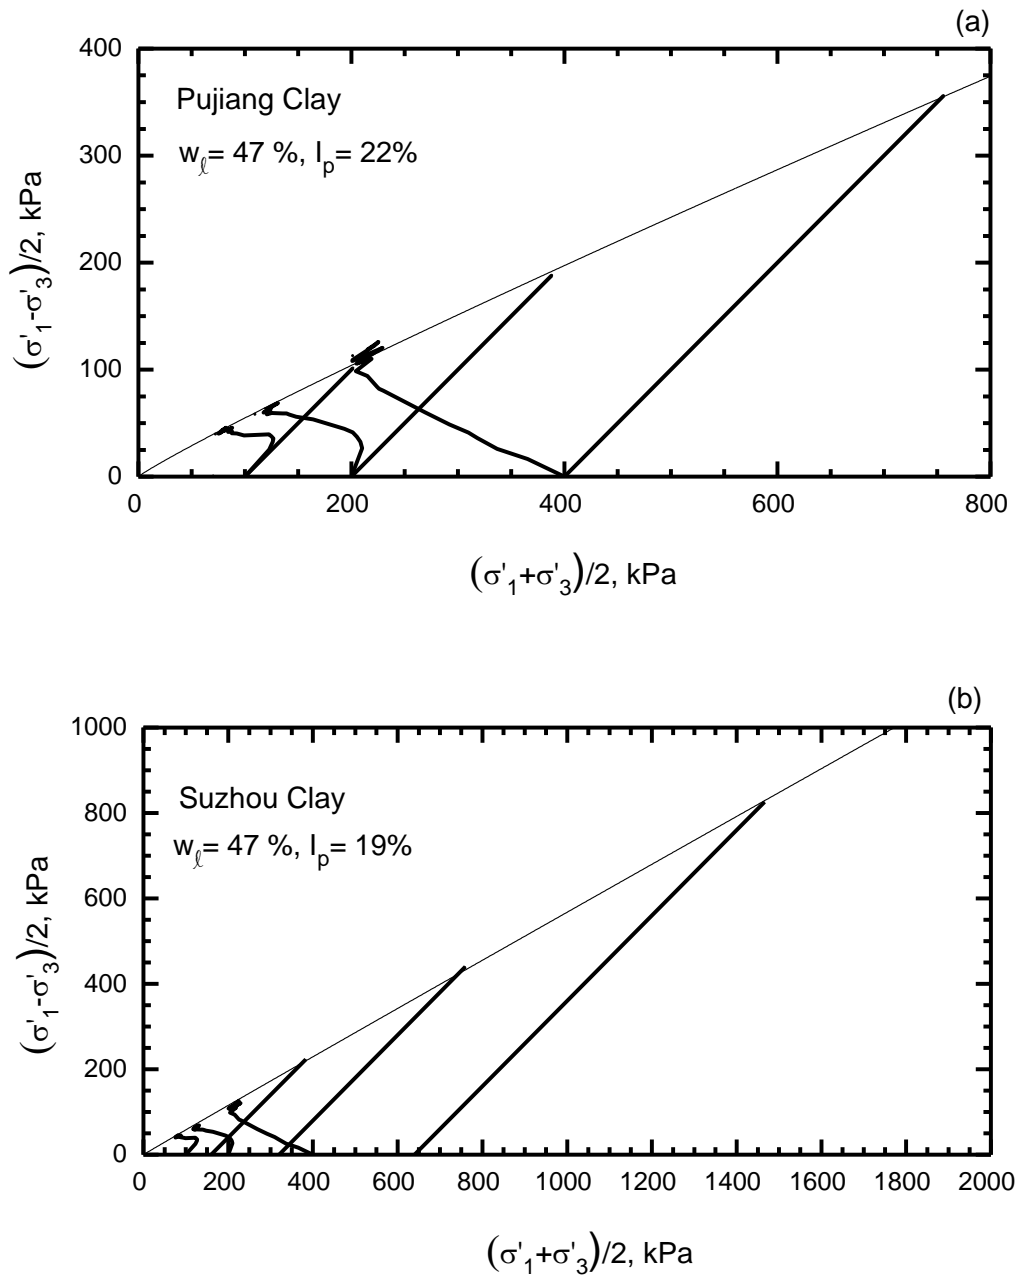 (a)
400
300
200
100
0
Pujiang Clay
wℓ= 47 %, Ip= 22%
(σ'1-σ'3)/2, kPa
0 200 400 600 800
(σ'1+σ'3)/2, kPa
(b)
1000
800
600
400
200
0
Suzhou Clay
wℓ= 47 %, Ip= 19%
(σ'1-σ'3)/2, kPa
0 200 400 600 800 1000 1200 1400 1600 1800 2000
(σ'1+σ'3)/2, kPa